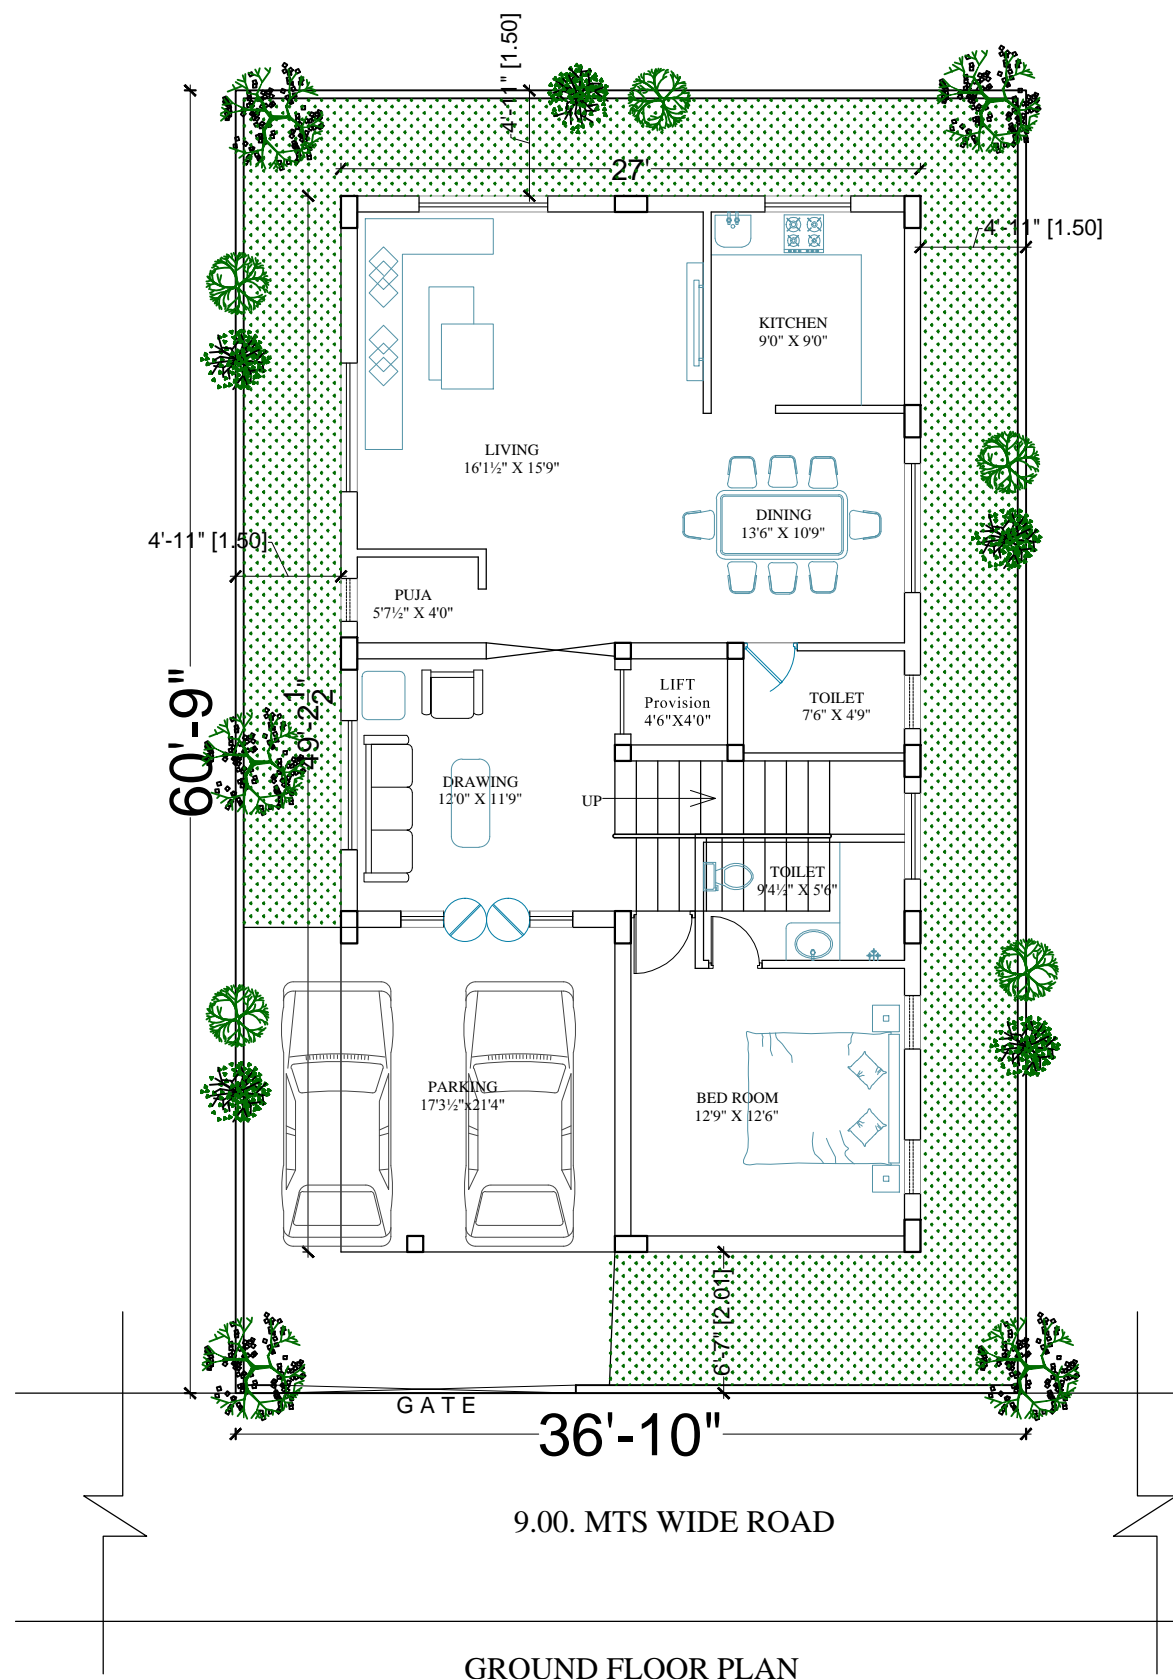 4'-11" [1.50]
27'
4'-11" [1.50]
KITCHEN
9'0" X 9'0"
LIVING
16'1½" X 15'9"
DINING
13'6" X 10'9"
4'-11" [1.50]
PUJA
5'7½" X 4'0"
60'-9"
49'-2½"
LIFT
Provision
4'6"X4'0"
TOILET
7'6" X 4'9"
DRAWING
12'0" X 11'9"
UP
TOILET
9'4½" X 5'6"
PARKING
17'3½"x21'4"
BED ROOM
12'9" X 12'6"
6'-7" [2.01]
GATE
36'-10"
9.00. MTS WIDE ROAD
GROUND FLOOR PLAN